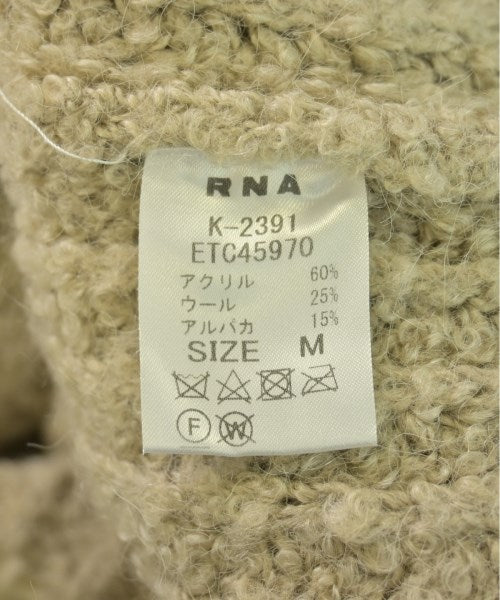 RNA
K-2391
ETC45970
アクリル 60%
ウール 25%
アルパカ 15%
SIZE M
F W